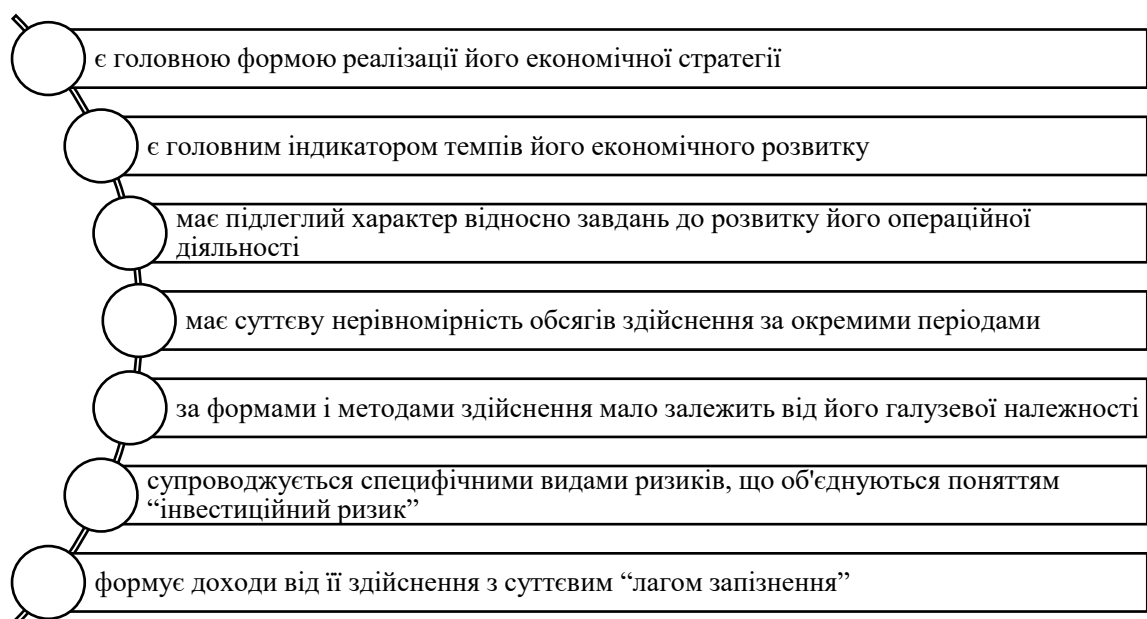 є головною формою реалізації його економічної стратегії
є головним індикатором темпів його економічного розвитку
має підлеглий характер відносно завдань до розвитку його операційної
діяльності
має суттєву нерівномірність обсягів здійснення за окремими періодами
за формами і методами здійснення мало залежить від його галузевої належності
супроводжується специфічними видами ризиків, що об'єднуються поняттям
“інвестиційний ризик”
формує доходи від її здійснення з суттєвим “лагом запізнення”